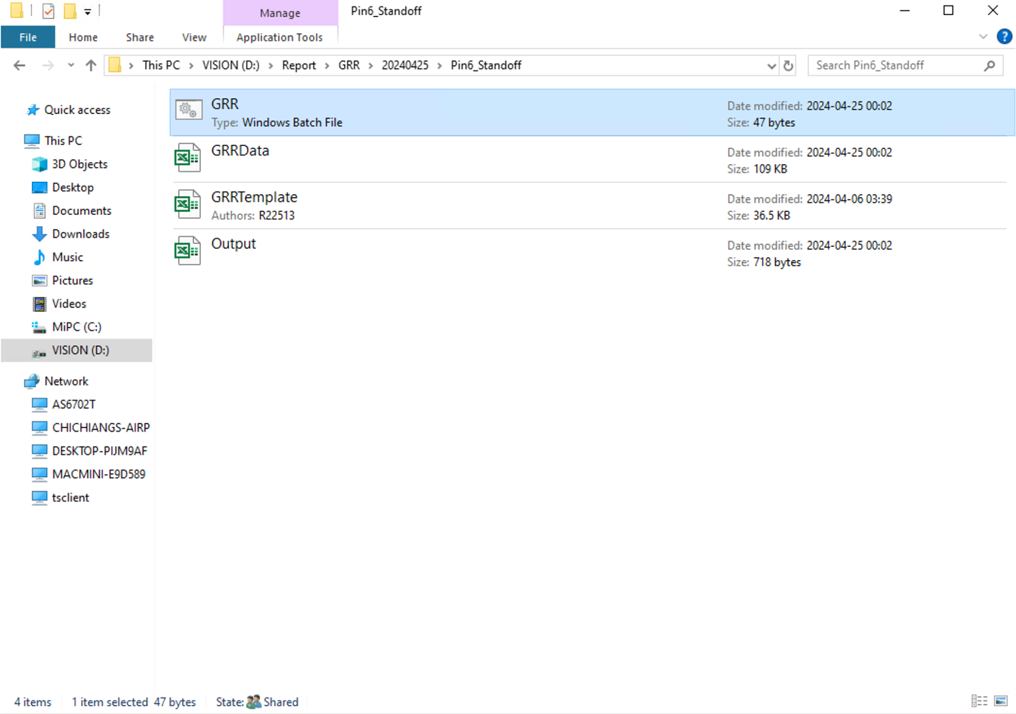 Manage
Pin6_Standoff
File
Home
Share
View
Application Tools
This PC
VISION (D:)
Report
GRR
20240425
Pin6_Standoff
Search Pin6_Standoff
Quick access
This PC
3D Objects
Desktop
Documents
Downloads
Music
Pictures
Videos
MiPC (C:)
VISION (D:)
Network
AS6702T
CHICHIANGS-AIRP
DESKTOP-PIJM9AF
MACMINI-E9D589
tsclient
GRR
Type: Windows Batch File
Date modified: 2024-04-25 00:02
Size: 47 bytes
GRRData
Date modified: 2024-04-25 00:02
Size: 109 KB
GRRTemplate
Authors: R22513
Date modified: 2024-04-06 03:39
Size: 36.5 KB
Output
Date modified: 2024-04-25 00:02
Size: 718 bytes
4 items
1 item selected 47 bytes
State: Shared